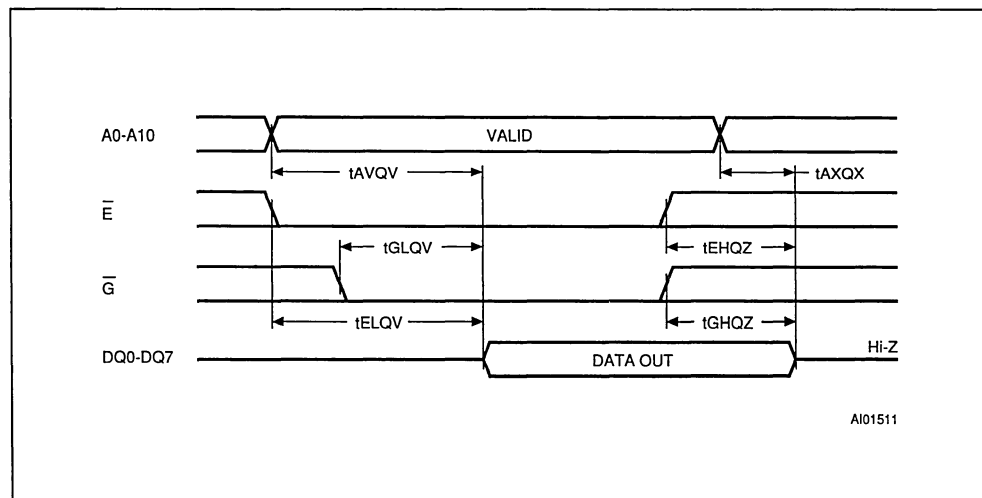 A0-A10 VALID
tAVQV tAXQX
E̅
tGLQV tEHQZ
G̅
tELQV tGHQZ
DQ0-DQ7 DATA OUT Hi-Z
AI01511